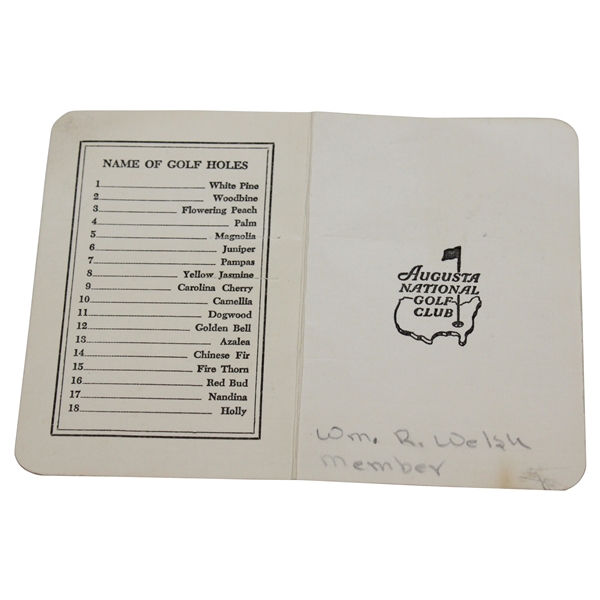 NAME OF GOLF HOLES
1 White Pine
2 Woodbine
3 Flowering Peach
4 Palm
5 Magnolia
6 Juniper
7 Pampas
8 Yellow Jasmine
9 Carolina Cherry
10 Camellia
11 Dogwood
12 Golden Bell
13 Azalea
14 Chinese Fir
15 Fire Thorn
16 Red Bud
17 Nandina
18 Holly
AUGUSTA
NATIONAL
GOLF
CLUB
Wm. R. Welsh
Member